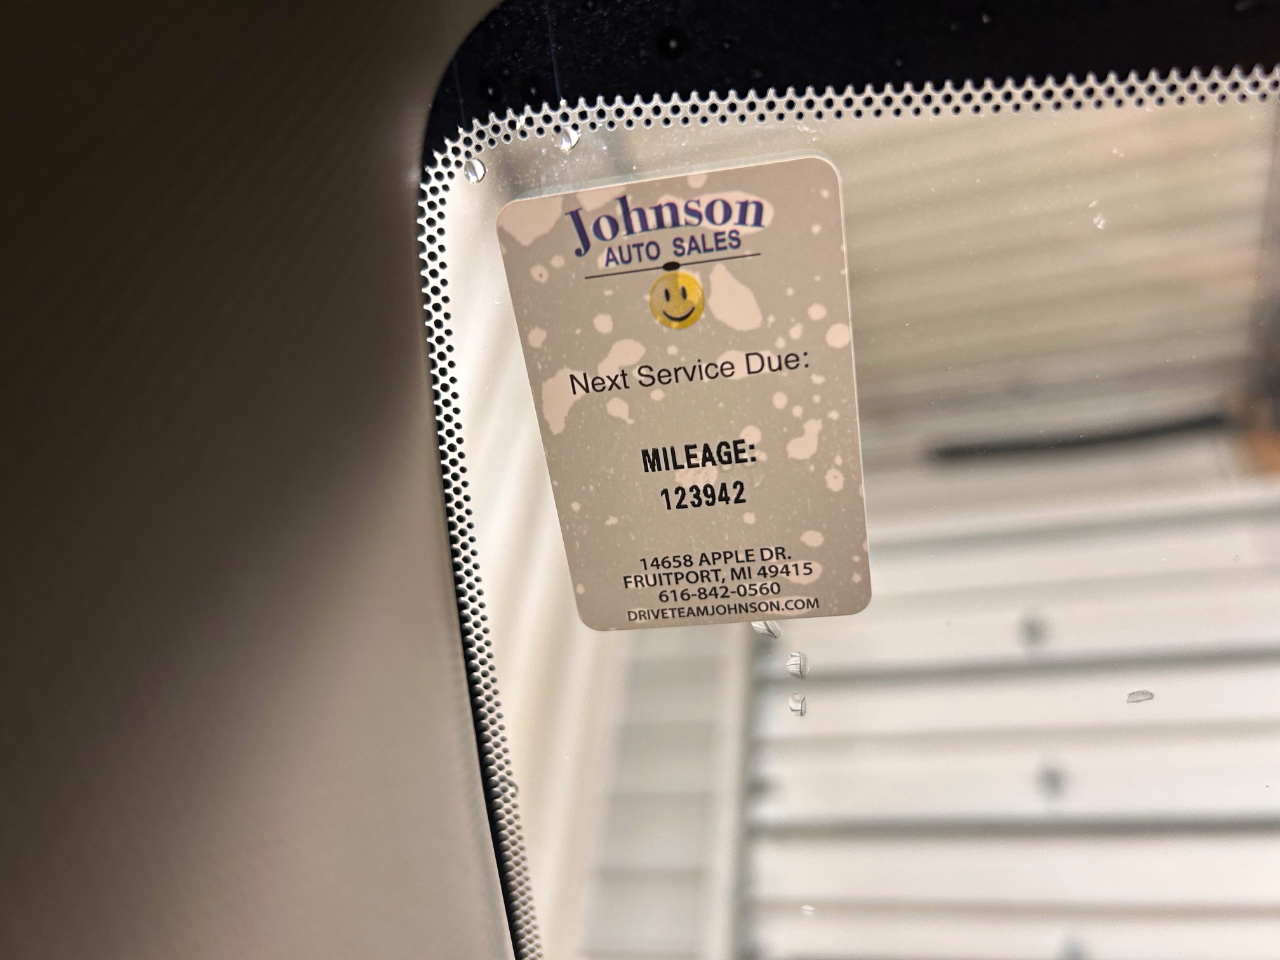 Johnson
AUTO SALES
Next Service Due:
MILEAGE:
123942
14658 APPLE DR.
FRUITPORT, MI 49415
616-842-0560
DRIVETEAMJOHNSON.COM